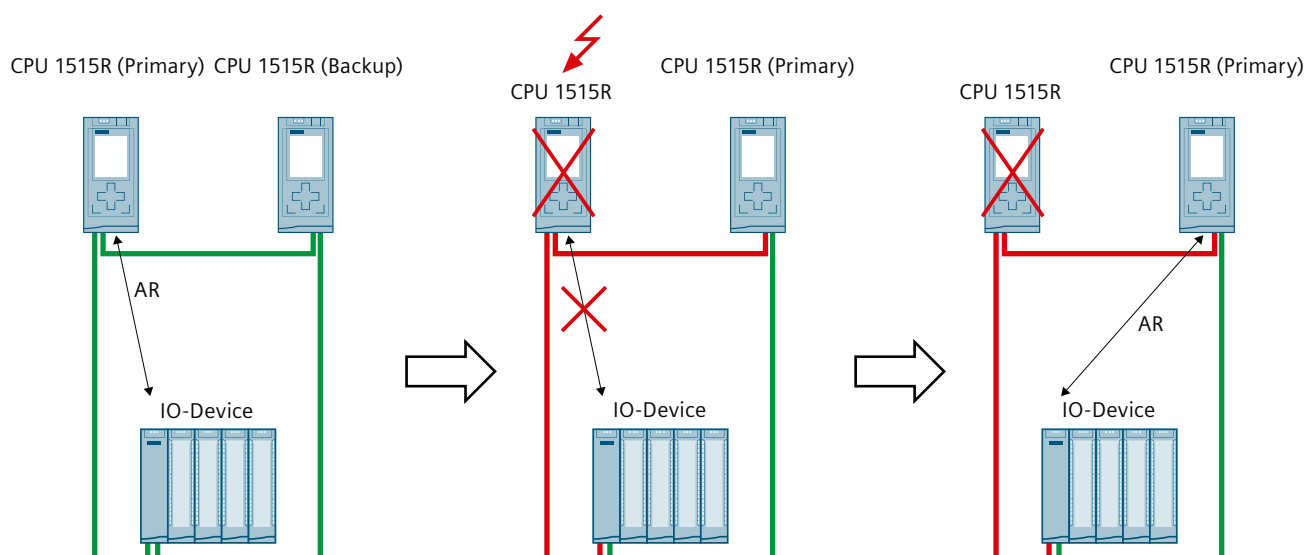 CPU 1515R (Primary) CPU 1515R (Backup)
AR
IO-Device
CPU 1515R (Primary)
CPU 1515R
IO-Device
CPU 1515R (Primary)
CPU 1515R
AR
IO-Device